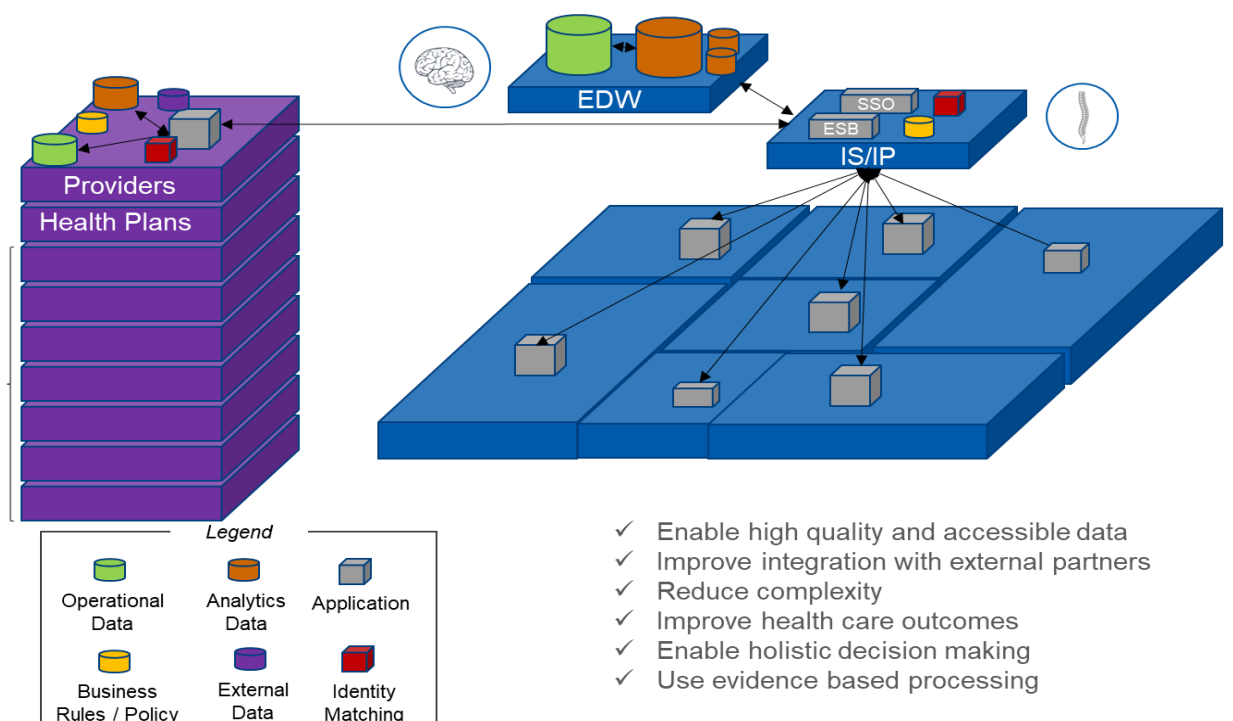 EDW
SSO
ESB
IS/IP
Providers
Health Plans
Legend
Operational
Data
Analytics
Data
Application
Business
Rules / Policy
External
Data
Identity
Matching
✓ Enable high quality and accessible data
✓ Improve integration with external partners
✓ Reduce complexity
✓ Improve health care outcomes
✓ Enable holistic decision making
✓ Use evidence based processing